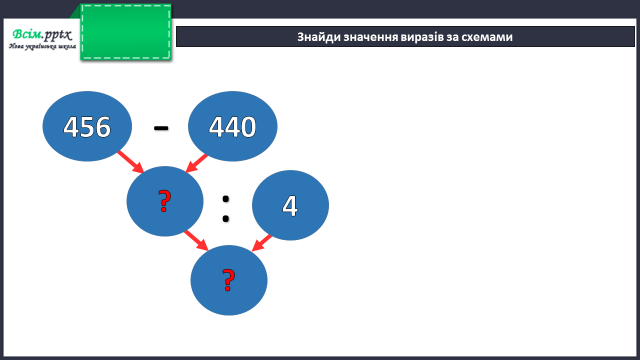 Всім.pptx
Нова українська школа
Знайди значення виразів за схемами
456 - 440
? : 4
?